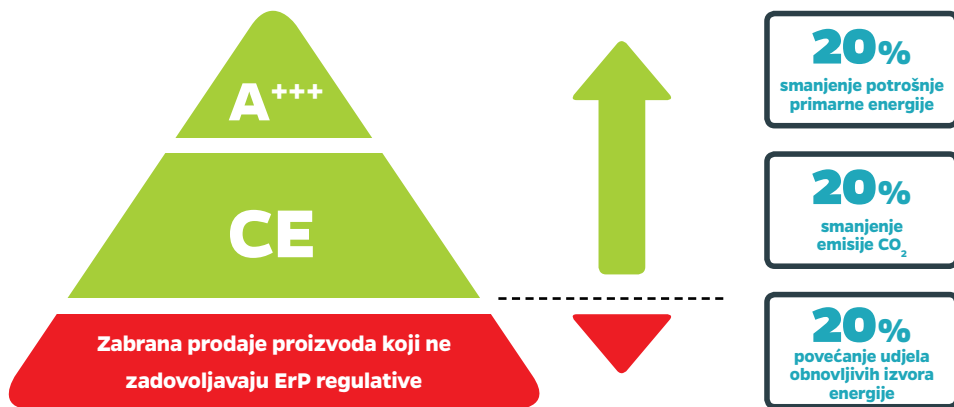 A+++
CE
Zabrana prodaje proizvoda koji ne
zadovoljavaju ErP regulative
20%
smanjenje potrošnje
primarne energije
20%
smanjenje
emisije CO₂
20%
povećanje udjela
obnovljivih izvora
energije